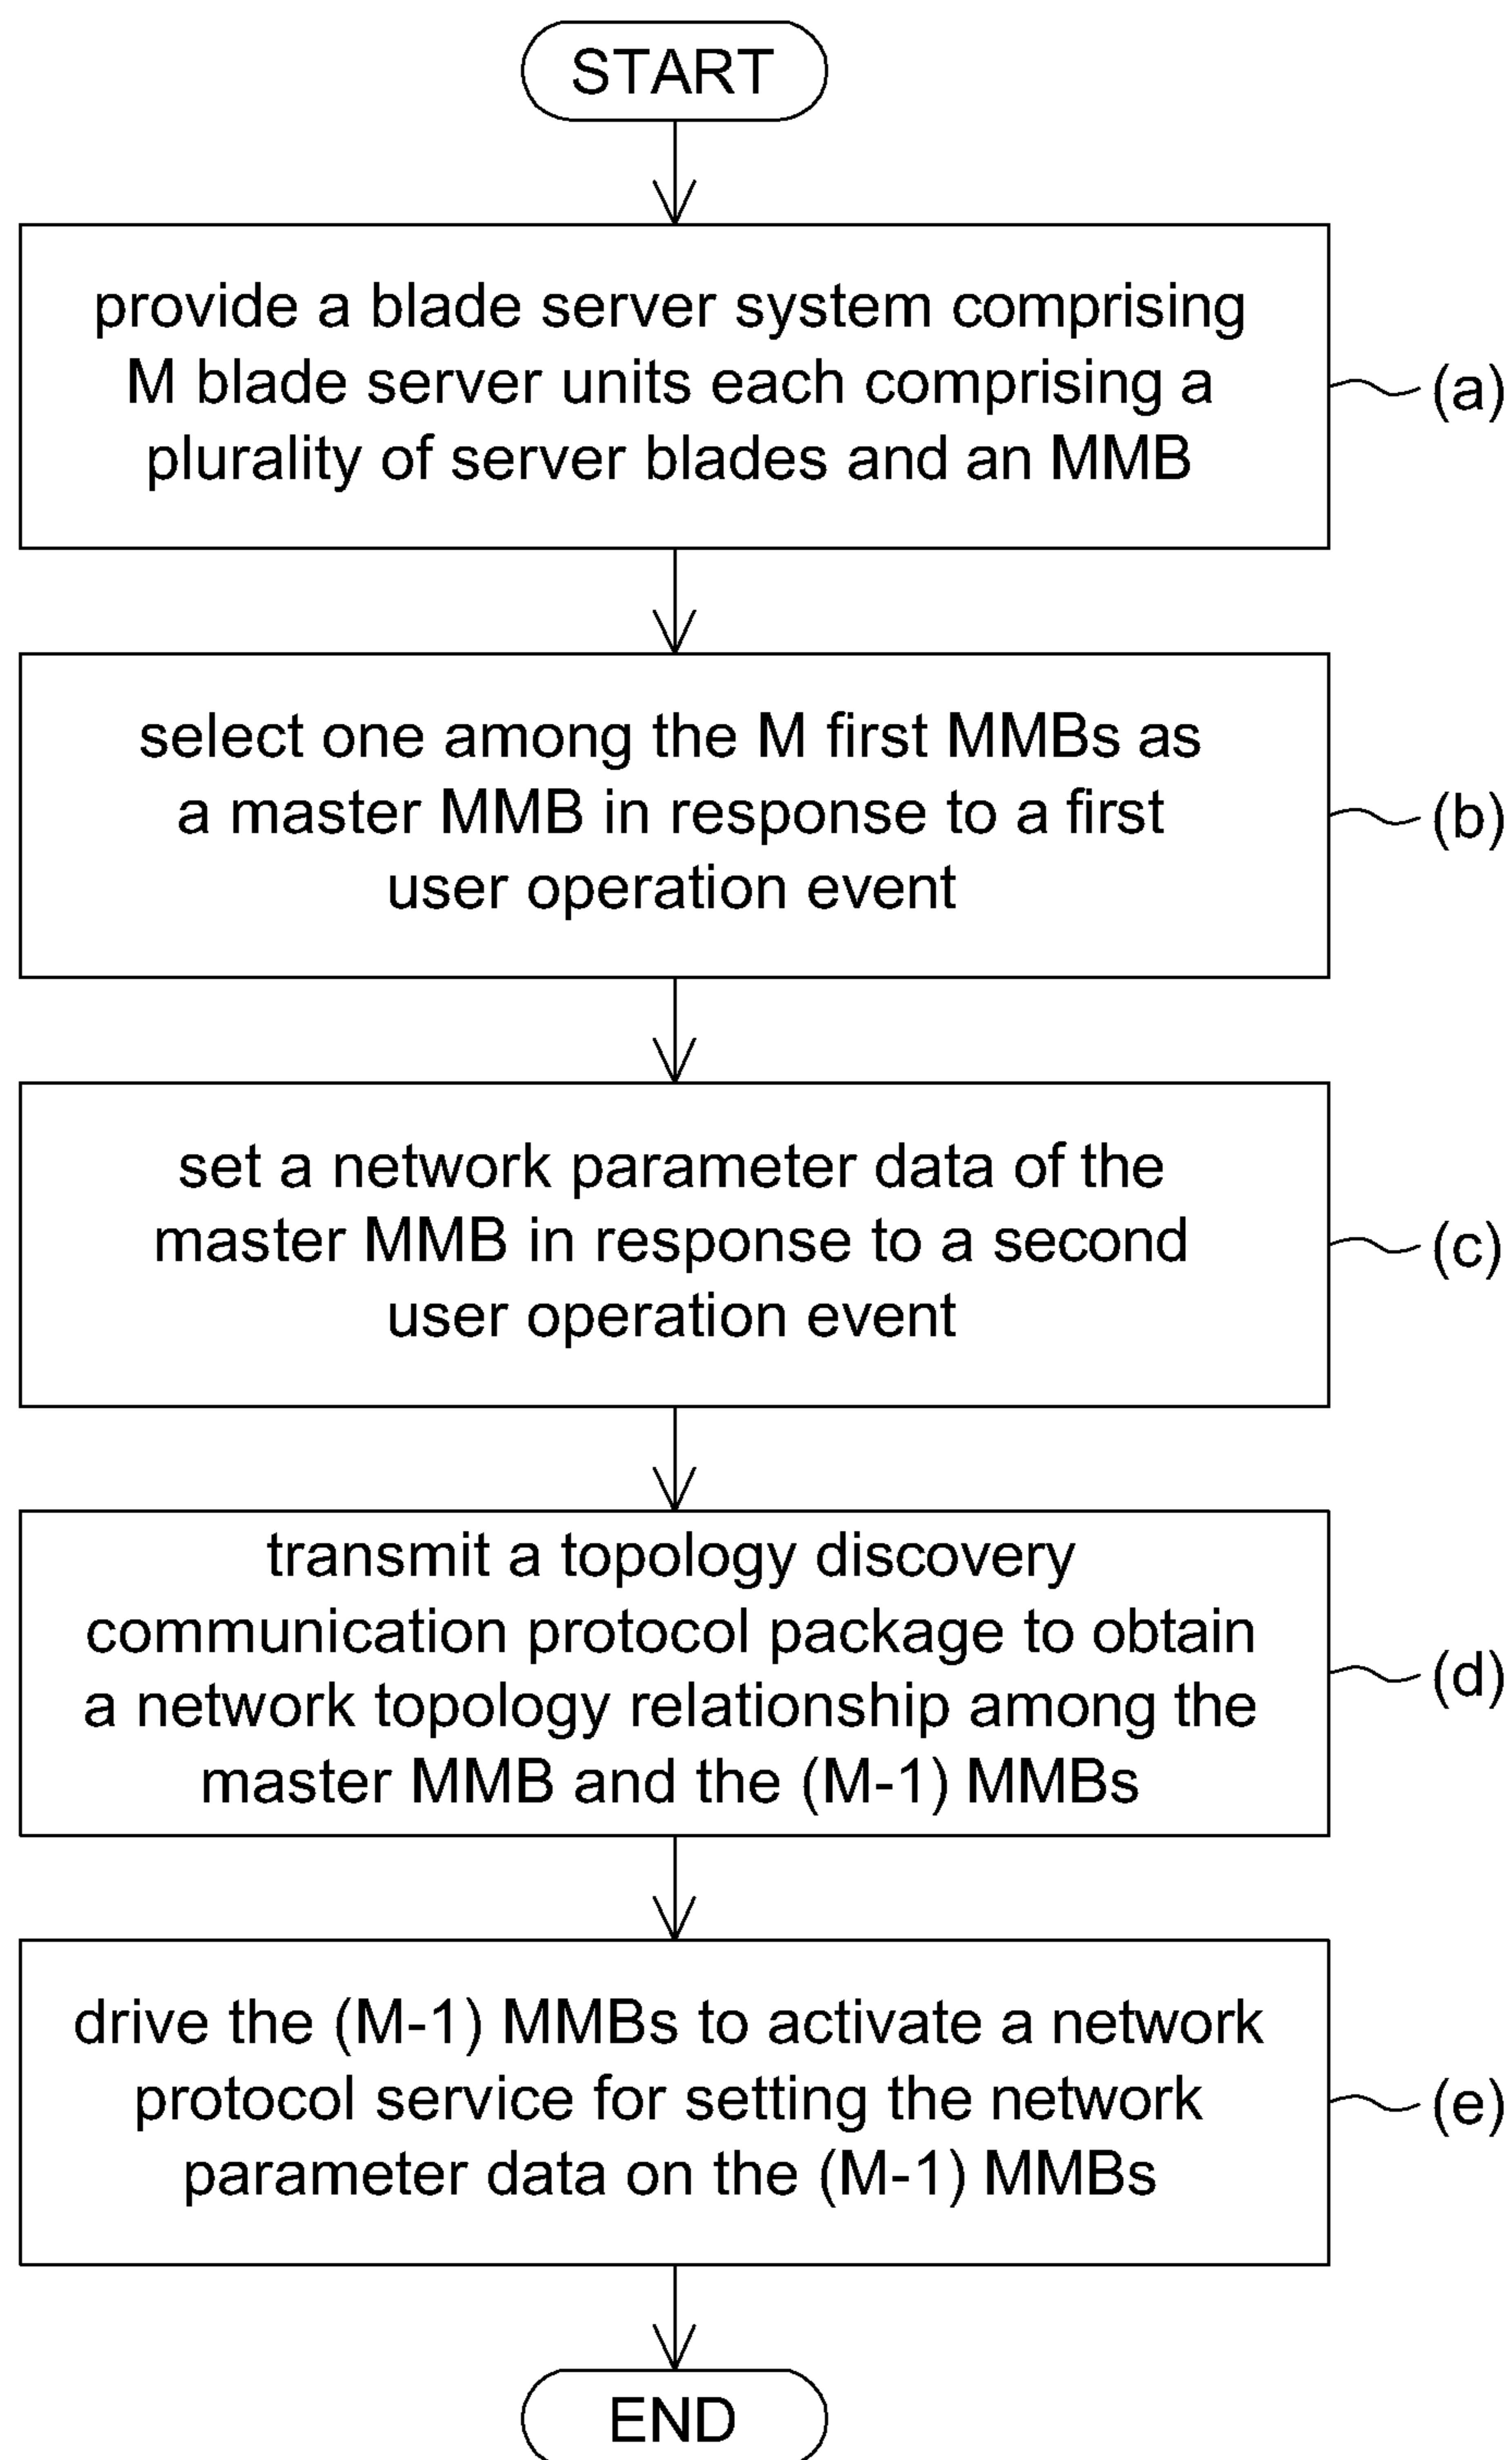 START
provide a blade server system comprising
M blade server units each comprising a
plurality of server blades and an MMB
(a)
select one among the M first MMBs as
a master MMB in response to a first
user operation event
(b)
set a network parameter data of the
master MMB in response to a second
user operation event
(c)
transmit a topology discovery
communication protocol package to obtain
a network topology relationship among the
master MMB and the (M-1) MMBs
(d)
drive the (M-1) MMBs to activate a network
protocol service for setting the network
parameter data on the (M-1) MMBs
(e)
END